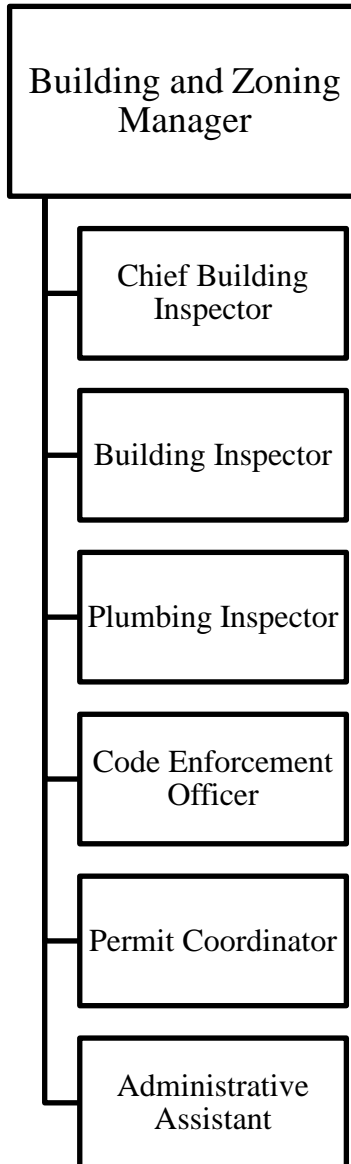 Building and Zoning
Manager
Chief Building
Inspector
Building Inspector
Plumbing Inspector
Code Enforcement
Officer
Permit Coordinator
Administrative
Assistant